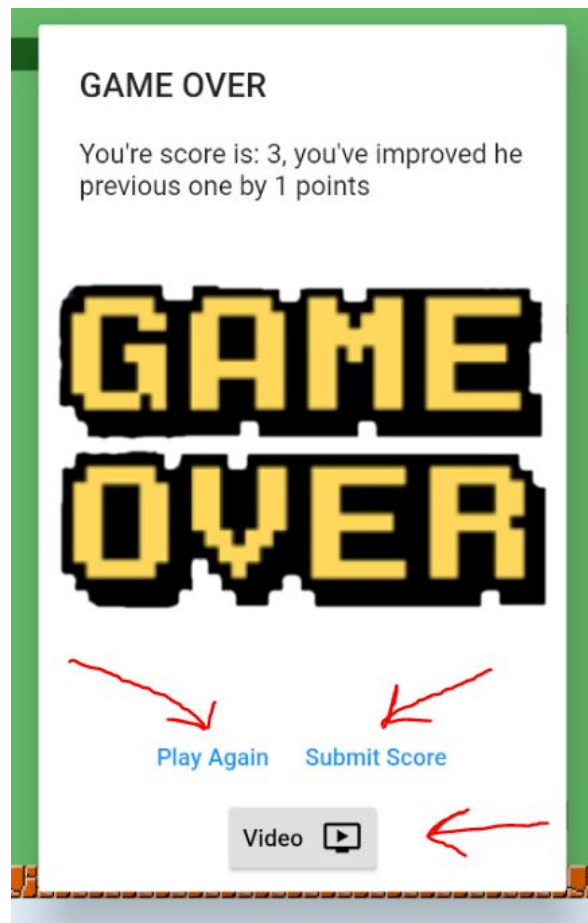 GAME OVER
You're score is: 3, you've improved he
previous one by 1 points
GAME
OVER
Play Again Submit Score
Video